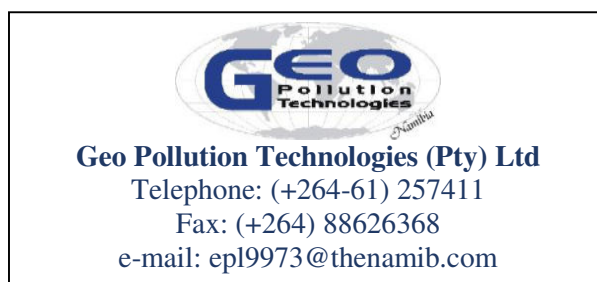 GEO
Pollution
Technologies
Namibia
Geo Pollution Technologies (Pty) Ltd
Telephone: (+264-61) 257411
Fax: (+264) 88626368
e-mail: epl9973@thenamib.com